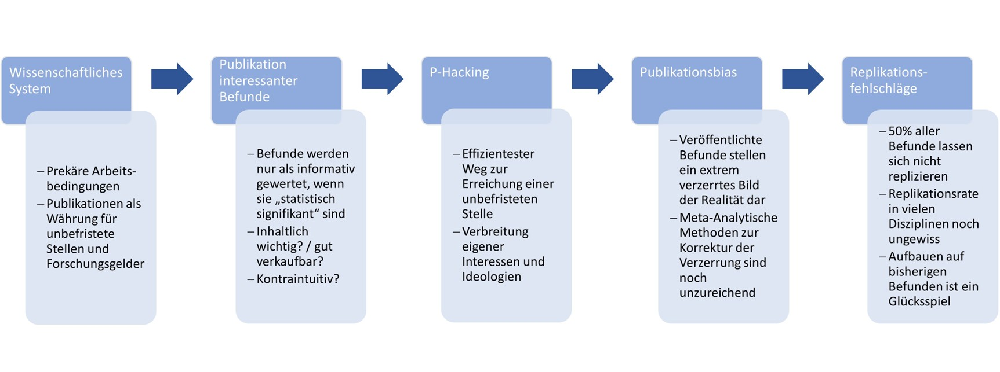 Wissenschaftliches
System
– Prekäre Arbeits-
bedingungen
– Publikationen als
Währung für
unbefristete
Stellen und
Forschungsgelder
Publikation
interessanter
Befunde
– Befunde werden
nur als informativ
gewertet, wenn
sie „statistisch
signifikant“ sind
– Inhaltlich
wichtig? / gut
verkaufbar?
– Kontraintuitiv?
P-Hacking
– Effizientester
Weg zur
Erreichung einer
unbefristeten
Stelle
– Verbreitung
eigener
Interessen und
Ideologien
Publikationsbias
– Veröffentlichte
Befunde stellen
ein extrem
verzerrtes Bild
der Realität dar
– Meta-Analytische
Methoden zur
Korrektur der
Verzerrung sind
noch
unzureichend
Replikations-
fehlschläge
– 50% aller
Befunde lassen
sich nicht
replizieren
– Replikationsrate
in vielen
Disziplinen noch
ungewiss
– Aufbauen auf
bisherigen
Befunden ist ein
Glücksspiel